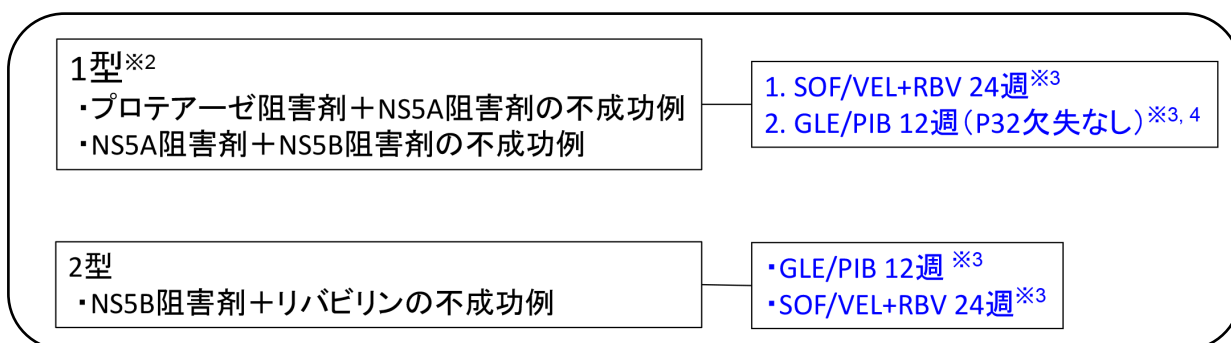 1型※2
・プロテアーゼ阻害剤＋NS5A阻害剤の不成功例
・NS5A阻害剤＋NS5B阻害剤の不成功例
1. SOF/VEL+RBV 24週※3
2. GLE/PIB 12週（P32欠失なし）※3, 4
2型
・NS5B阻害剤＋リバビリンの不成功例
・GLE/PIB 12週 ※3
・SOF/VEL+RBV 24週※3